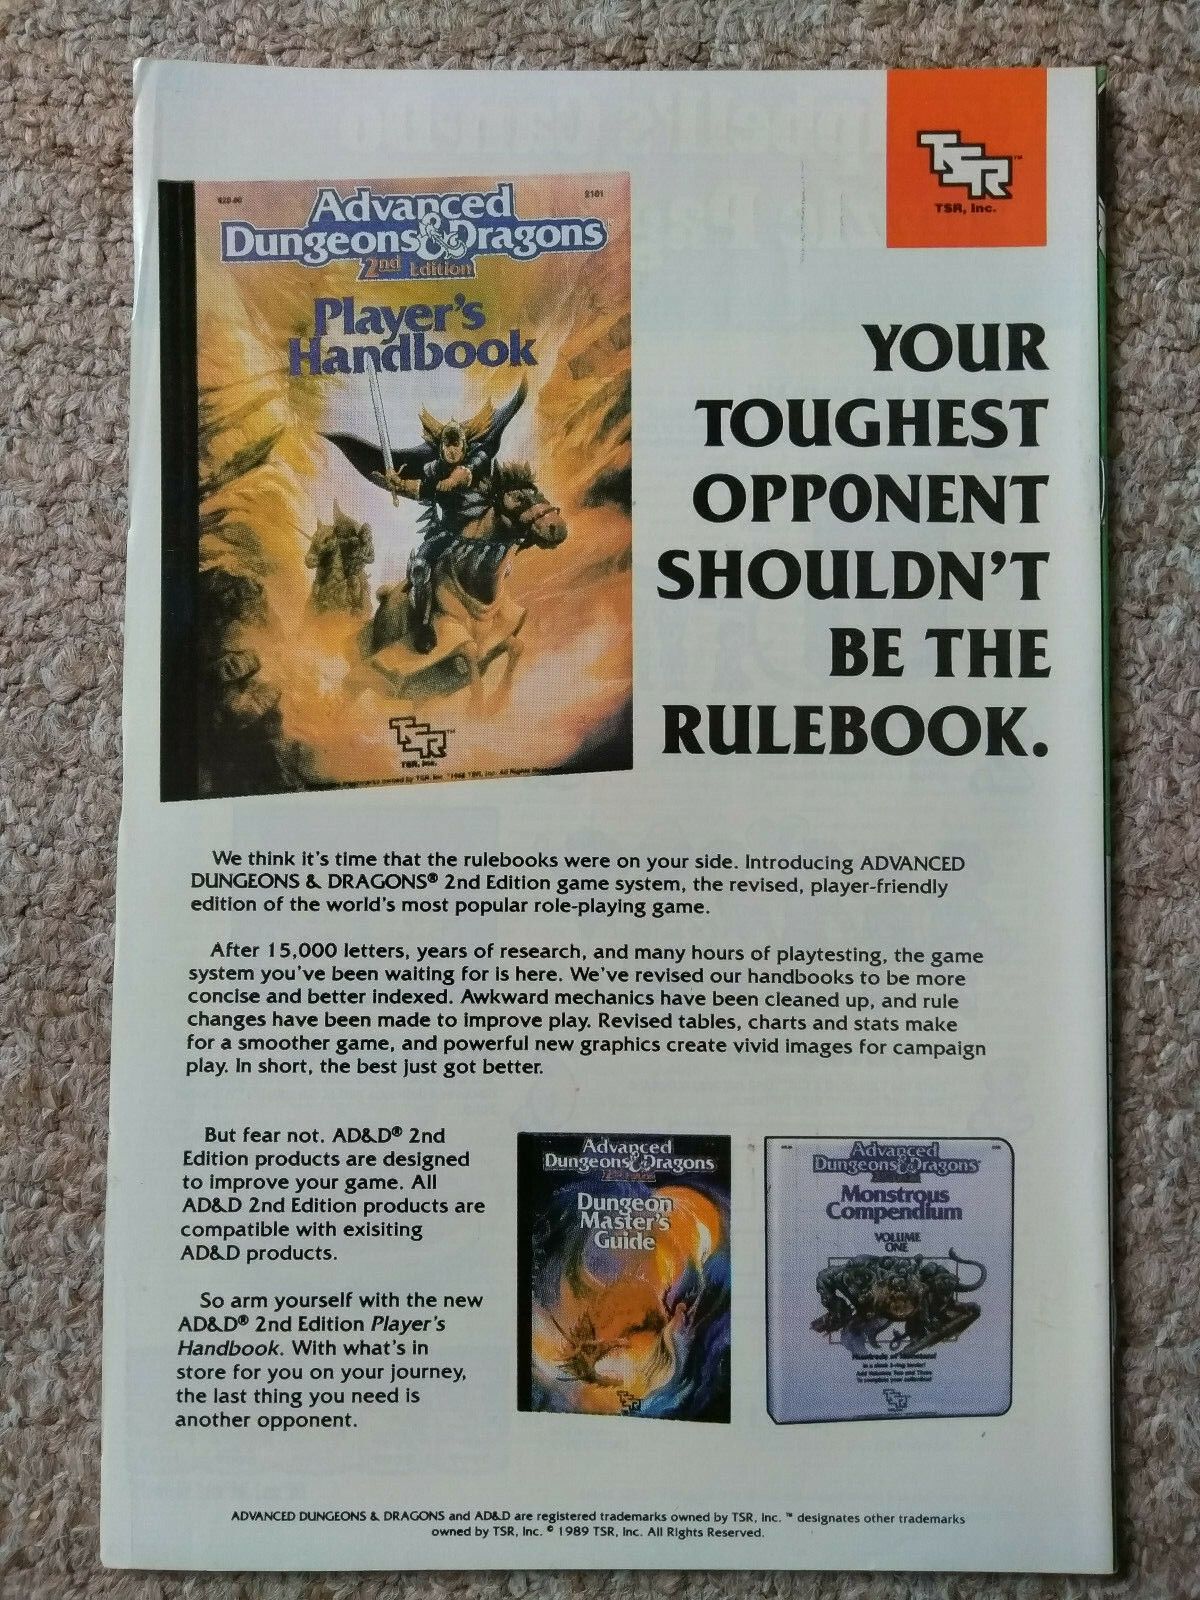 TSR™
TSR, Inc.
$20.00
2101
Advanced
Dungeons & Dragons®
2nd Edition
Player's
Handbook
TSR™
TSR, Inc.
YOUR
TOUGHEST
OPPONENT
SHOULDN'T
BE THE
RULEBOOK.
We think it's time that the rulebooks were on your side. Introducing ADVANCED
DUNGEONS & DRAGONS® 2nd Edition game system, the revised, player-friendly
edition of the world's most popular role-playing game.
After 15,000 letters, years of research, and many hours of playtesting, the game
system you've been waiting for is here. We've revised our handbooks to be more
concise and better indexed. Awkward mechanics have been cleaned up, and rule
changes have been made to improve play. Revised tables, charts and stats make
for a smoother game, and powerful new graphics create vivid images for campaign
play. In short, the best just got better.
But fear not. AD&D® 2nd
Edition products are designed
to improve your game. All
AD&D 2nd Edition products are
compatible with exisiting
AD&D products.
So arm yourself with the new
AD&D® 2nd Edition Player's
Handbook. With what's in
store for you on your journey,
the last thing you need is
another opponent.
Advanced
Dungeons & Dragons
2nd Edition
Dungeon
Master's
Guide
TSR
Advanced
Dungeons & Dragons
Monstrous
Compendium
VOLUME
ONE
TSR
ADVANCED DUNGEONS & DRAGONS and AD&D are registered trademarks owned by TSR, Inc. ™ designates other trademarks
owned by TSR, Inc. © 1989 TSR, Inc. All Rights Reserved.